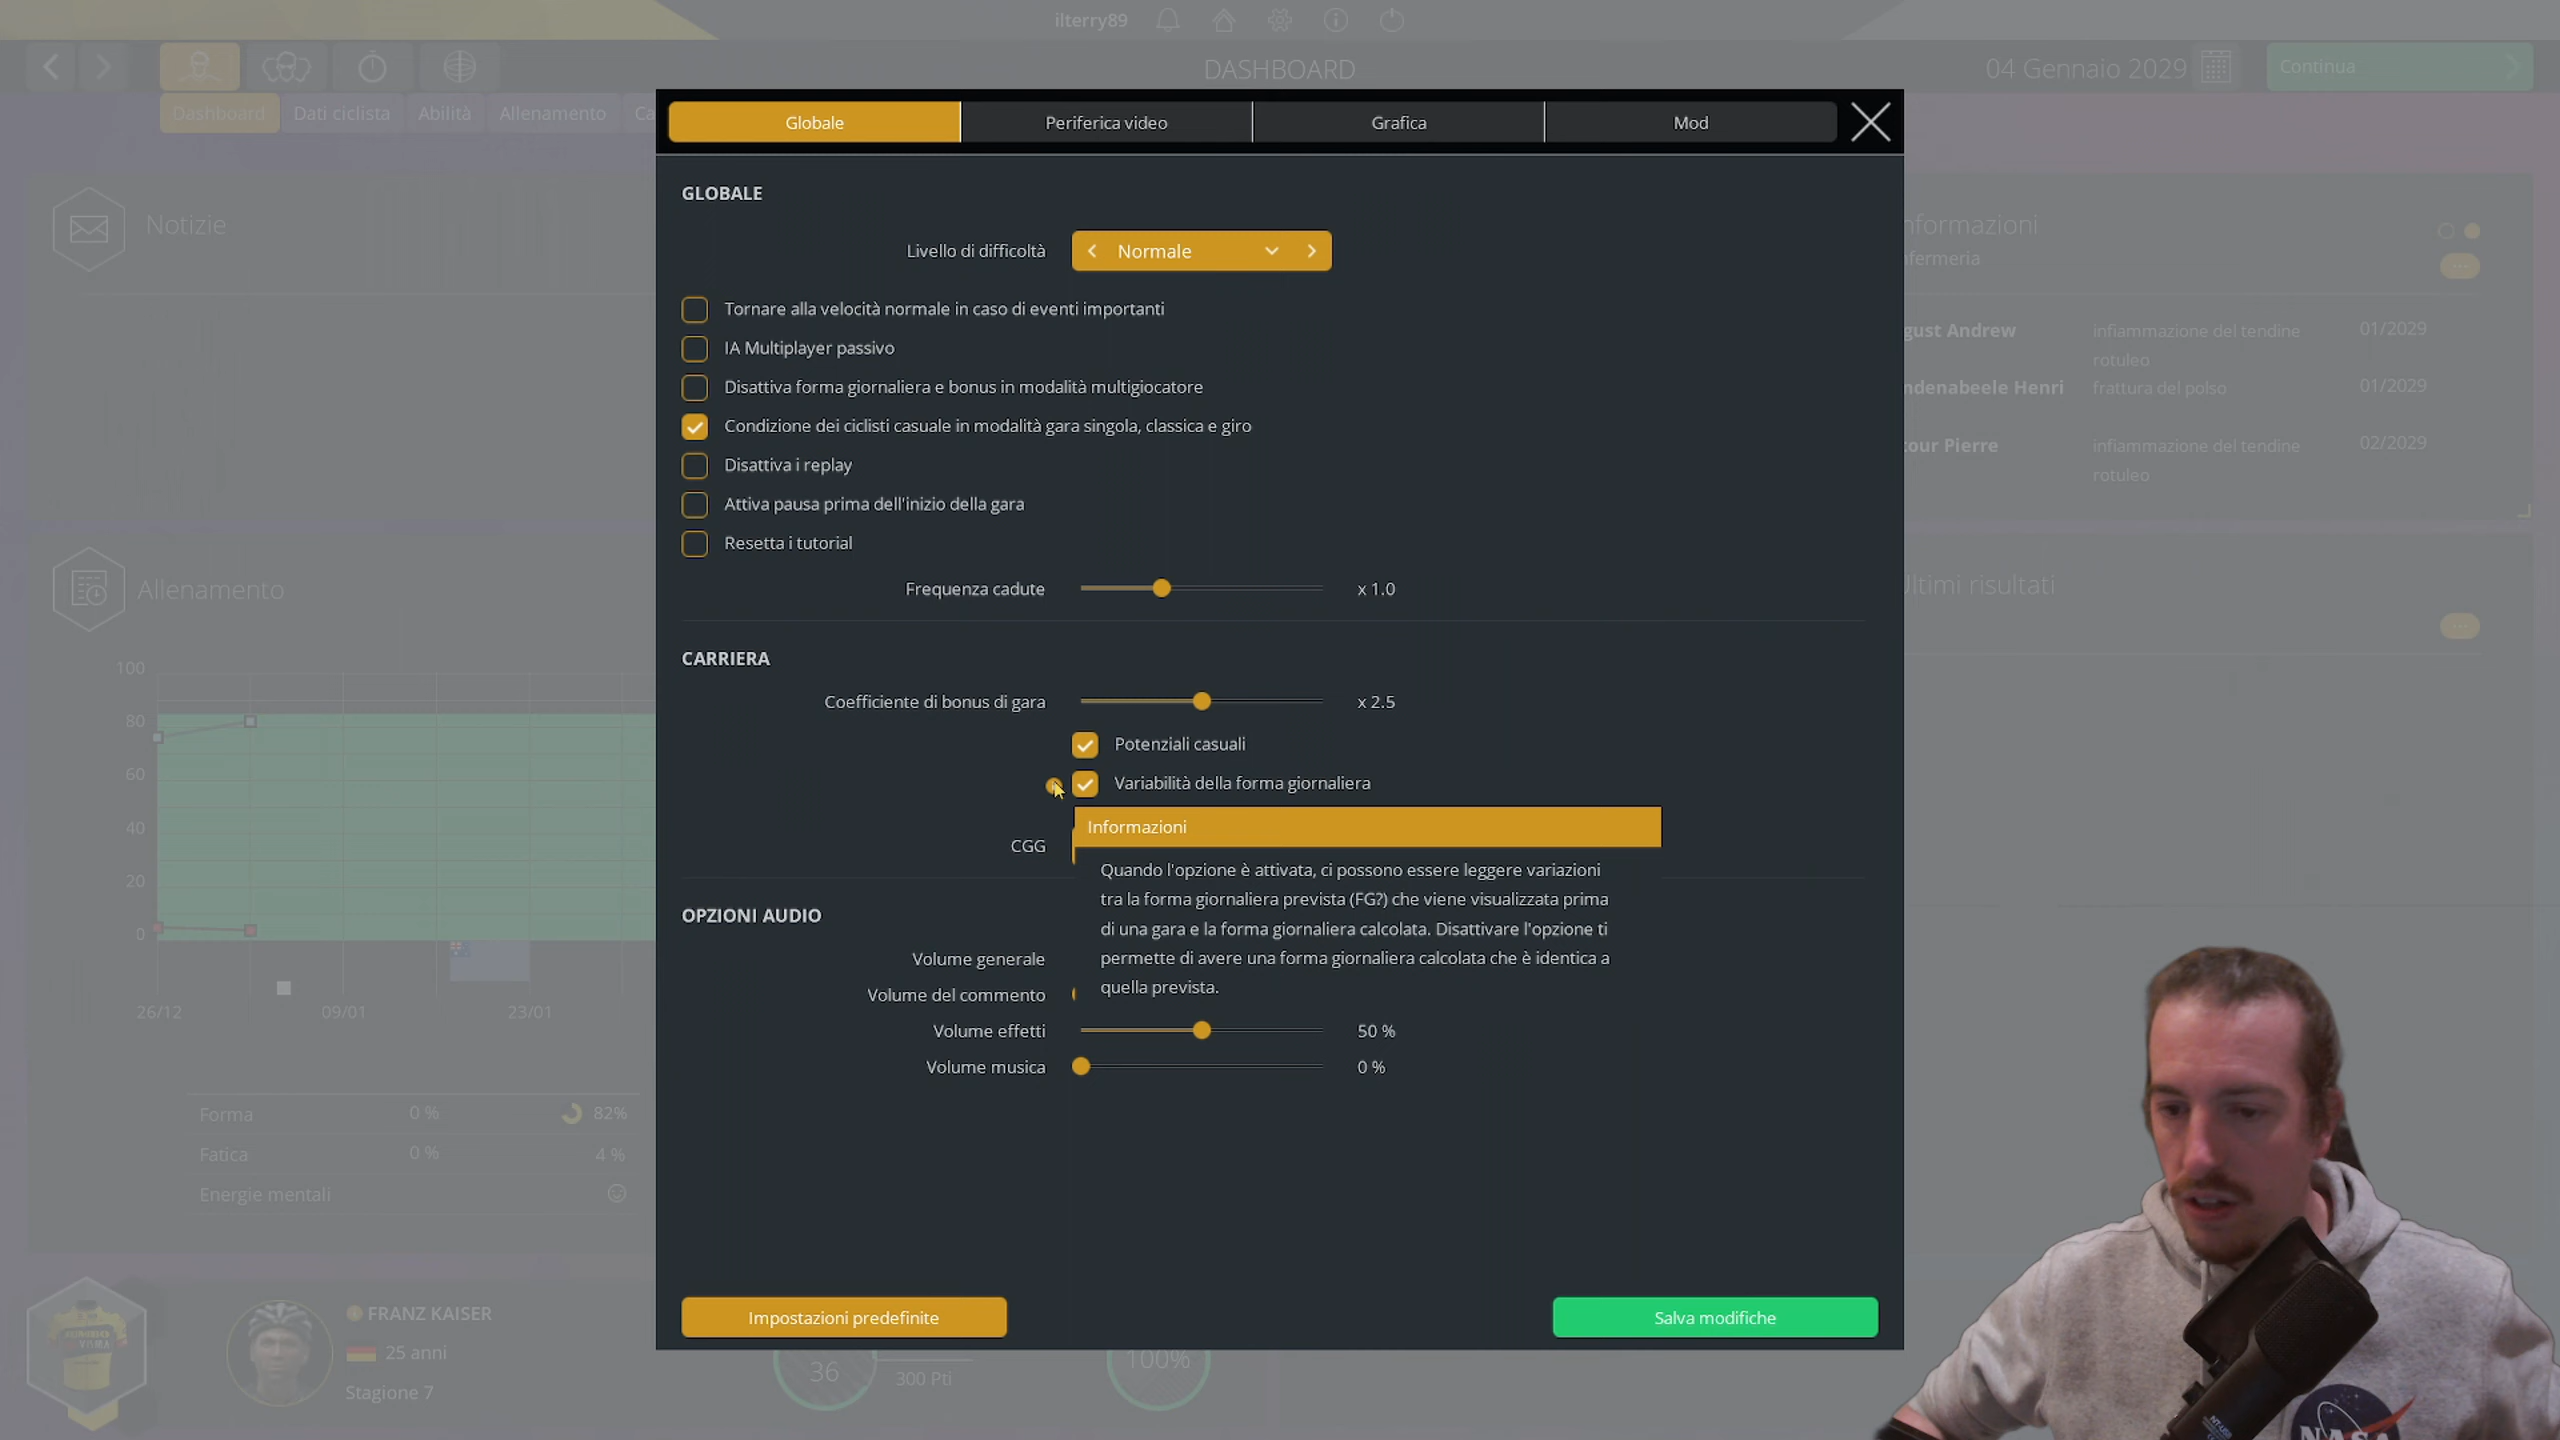 ilterry89
DASHBOARD
04 Gennaio 2029
Continua
Dashboard
Dati ciclista
Abilità
Allenamento
Ca
Globale
Periferica video
Grafica
Mod
Notizie
GLOBALE
Livello di difficoltà
Normale
Tornare alla velocità normale in caso di eventi importanti
IA Multiplayer passivo
Disattiva forma giornaliera e bonus in modalità multigiocatore
Condizione dei ciclisti casuale in modalità gara singola, classica e giro
Disattiva i replay
Attiva pausa prima dell'inizio della gara
Resetta i tutorial
Frequenza cadute
x 1.0
CARRIERA
Coefficiente di bonus di gara
x 2.5
Potenziali casuali
Variabilità della forma giornaliera
CGG
Informazioni
Quando l'opzione è attivata, ci possono essere leggere variazioni
tra la forma giornaliera prevista (FG?) che viene visualizzata prima
di una gara e la forma giornaliera calcolata. Disattivare l'opzione ti
permette di avere una forma giornaliera calcolata che è identica a
quella prevista.
OPZIONI AUDIO
Volume generale
Volume del commento
Volume effetti
50 %
Volume musica
0 %
Impostazioni predefinite
Salva modifiche
nformazioni
nfermeria
gust Andrew
infiammazione del tendine
rotuleo
01/2029
ndenabeele Henri
frattura del polso
01/2029
tour Pierre
infiammazione del tendine
rotuleo
02/2029
Ultimi risultati
Allenamento
100
80
60
40
20
0
26/12
09/01
23/01
Forma
0 %
82%
Fatica
0 %
4 %
Energie mentali
FRANZ KAISER
25 anni
Stagione 7
36
300 Pti
100%
NASA